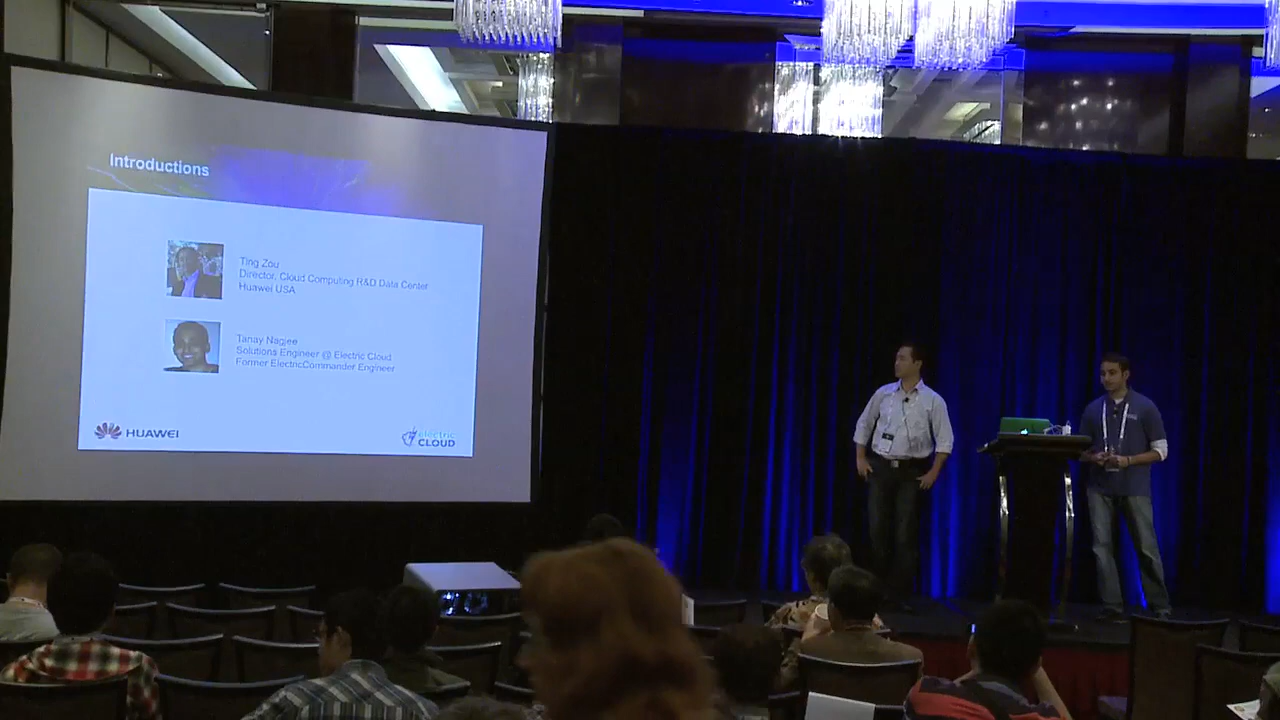 Introductions
Ting Zou
Director, Cloud Computing R&D Data Center
Huawei USA
Tanay Nagjee
Solutions Engineer @ Electric Cloud
Former ElectricCommander Engineer
HUAWEI
electric
CLOUD